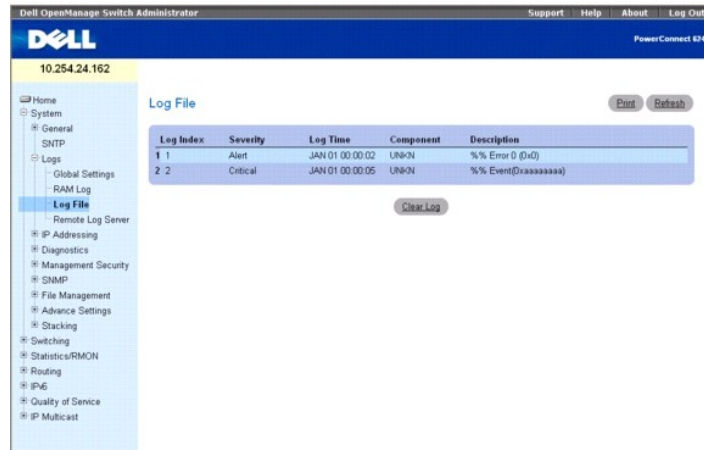 Dell OpenManage Switch Administrator Support Help About Log Out
DELL PowerConnect 624
10.254.24.162
Home
System
General
SNTP
Logs
Global Settings
RAM Log
Log File
Remote Log Server
IP Addressing
Diagnostics
Management Security
SNMP
File Management
Advance Settings
Stacking
Switching
Statistics/RMON
Routing
IPv6
Quality of Service
IP Multicast
Log File Print Refresh
Log Index Severity Log Time Component Description
1 1 Alert JAN 01 00:00:02 UNKN %% Error 0 (0x0)
2 2 Critical JAN 01 00:00:05 UNKN %% Event(0xaaaaaaaa)
Clear Log